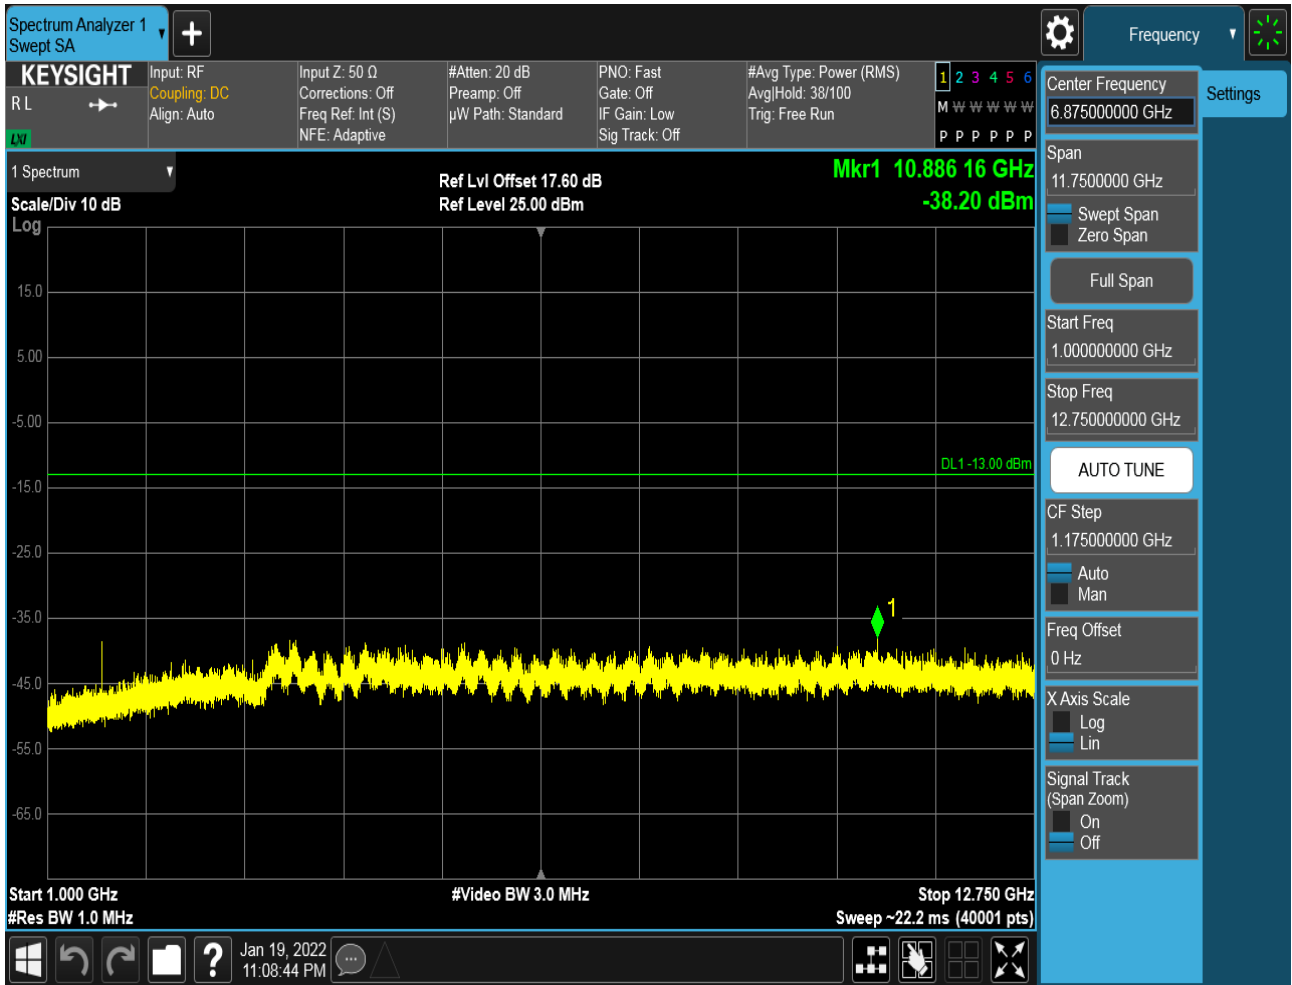 Spectrum Analyzer 1
Swept SA
Frequency
KEYSIGHT
R L
LXI
Input: RF
Coupling: DC
Align: Auto
Input Z: 50 Ω
Corrections: Off
Freq Ref: Int (S)
NFE: Adaptive
#Atten: 20 dB
Preamp: Off
µW Path: Standard
PNO: Fast
Gate: Off
IF Gain: Low
Sig Track: Off
#Avg Type: Power (RMS)
Avg|Hold: 38/100
Trig: Free Run
1 2 3 4 5 6
M W W W W W
P P P P P P
1 Spectrum
Scale/Div 10 dB
Log
Ref Lvl Offset 17.60 dB
Ref Level 25.00 dBm
Mkr1 10.886 16 GHz
-38.20 dBm
15.0
5.00
-5.00
-15.0
-25.0
-35.0
-45.0
-55.0
-65.0
DL1 -13.00 dBm
1
Start 1.000 GHz
#Res BW 1.0 MHz
#Video BW 3.0 MHz
Stop 12.750 GHz
Sweep ~22.2 ms (40001 pts)
Jan 19, 2022
11:08:44 PM
Settings
Center Frequency
6.875000000 GHz
Span
11.7500000 GHz
Swept Span
Zero Span
Full Span
Start Freq
1.000000000 GHz
Stop Freq
12.750000000 GHz
AUTO TUNE
CF Step
1.175000000 GHz
Auto
Man
Freq Offset
0 Hz
X Axis Scale
Log
Lin
Signal Track
(Span Zoom)
On
Off